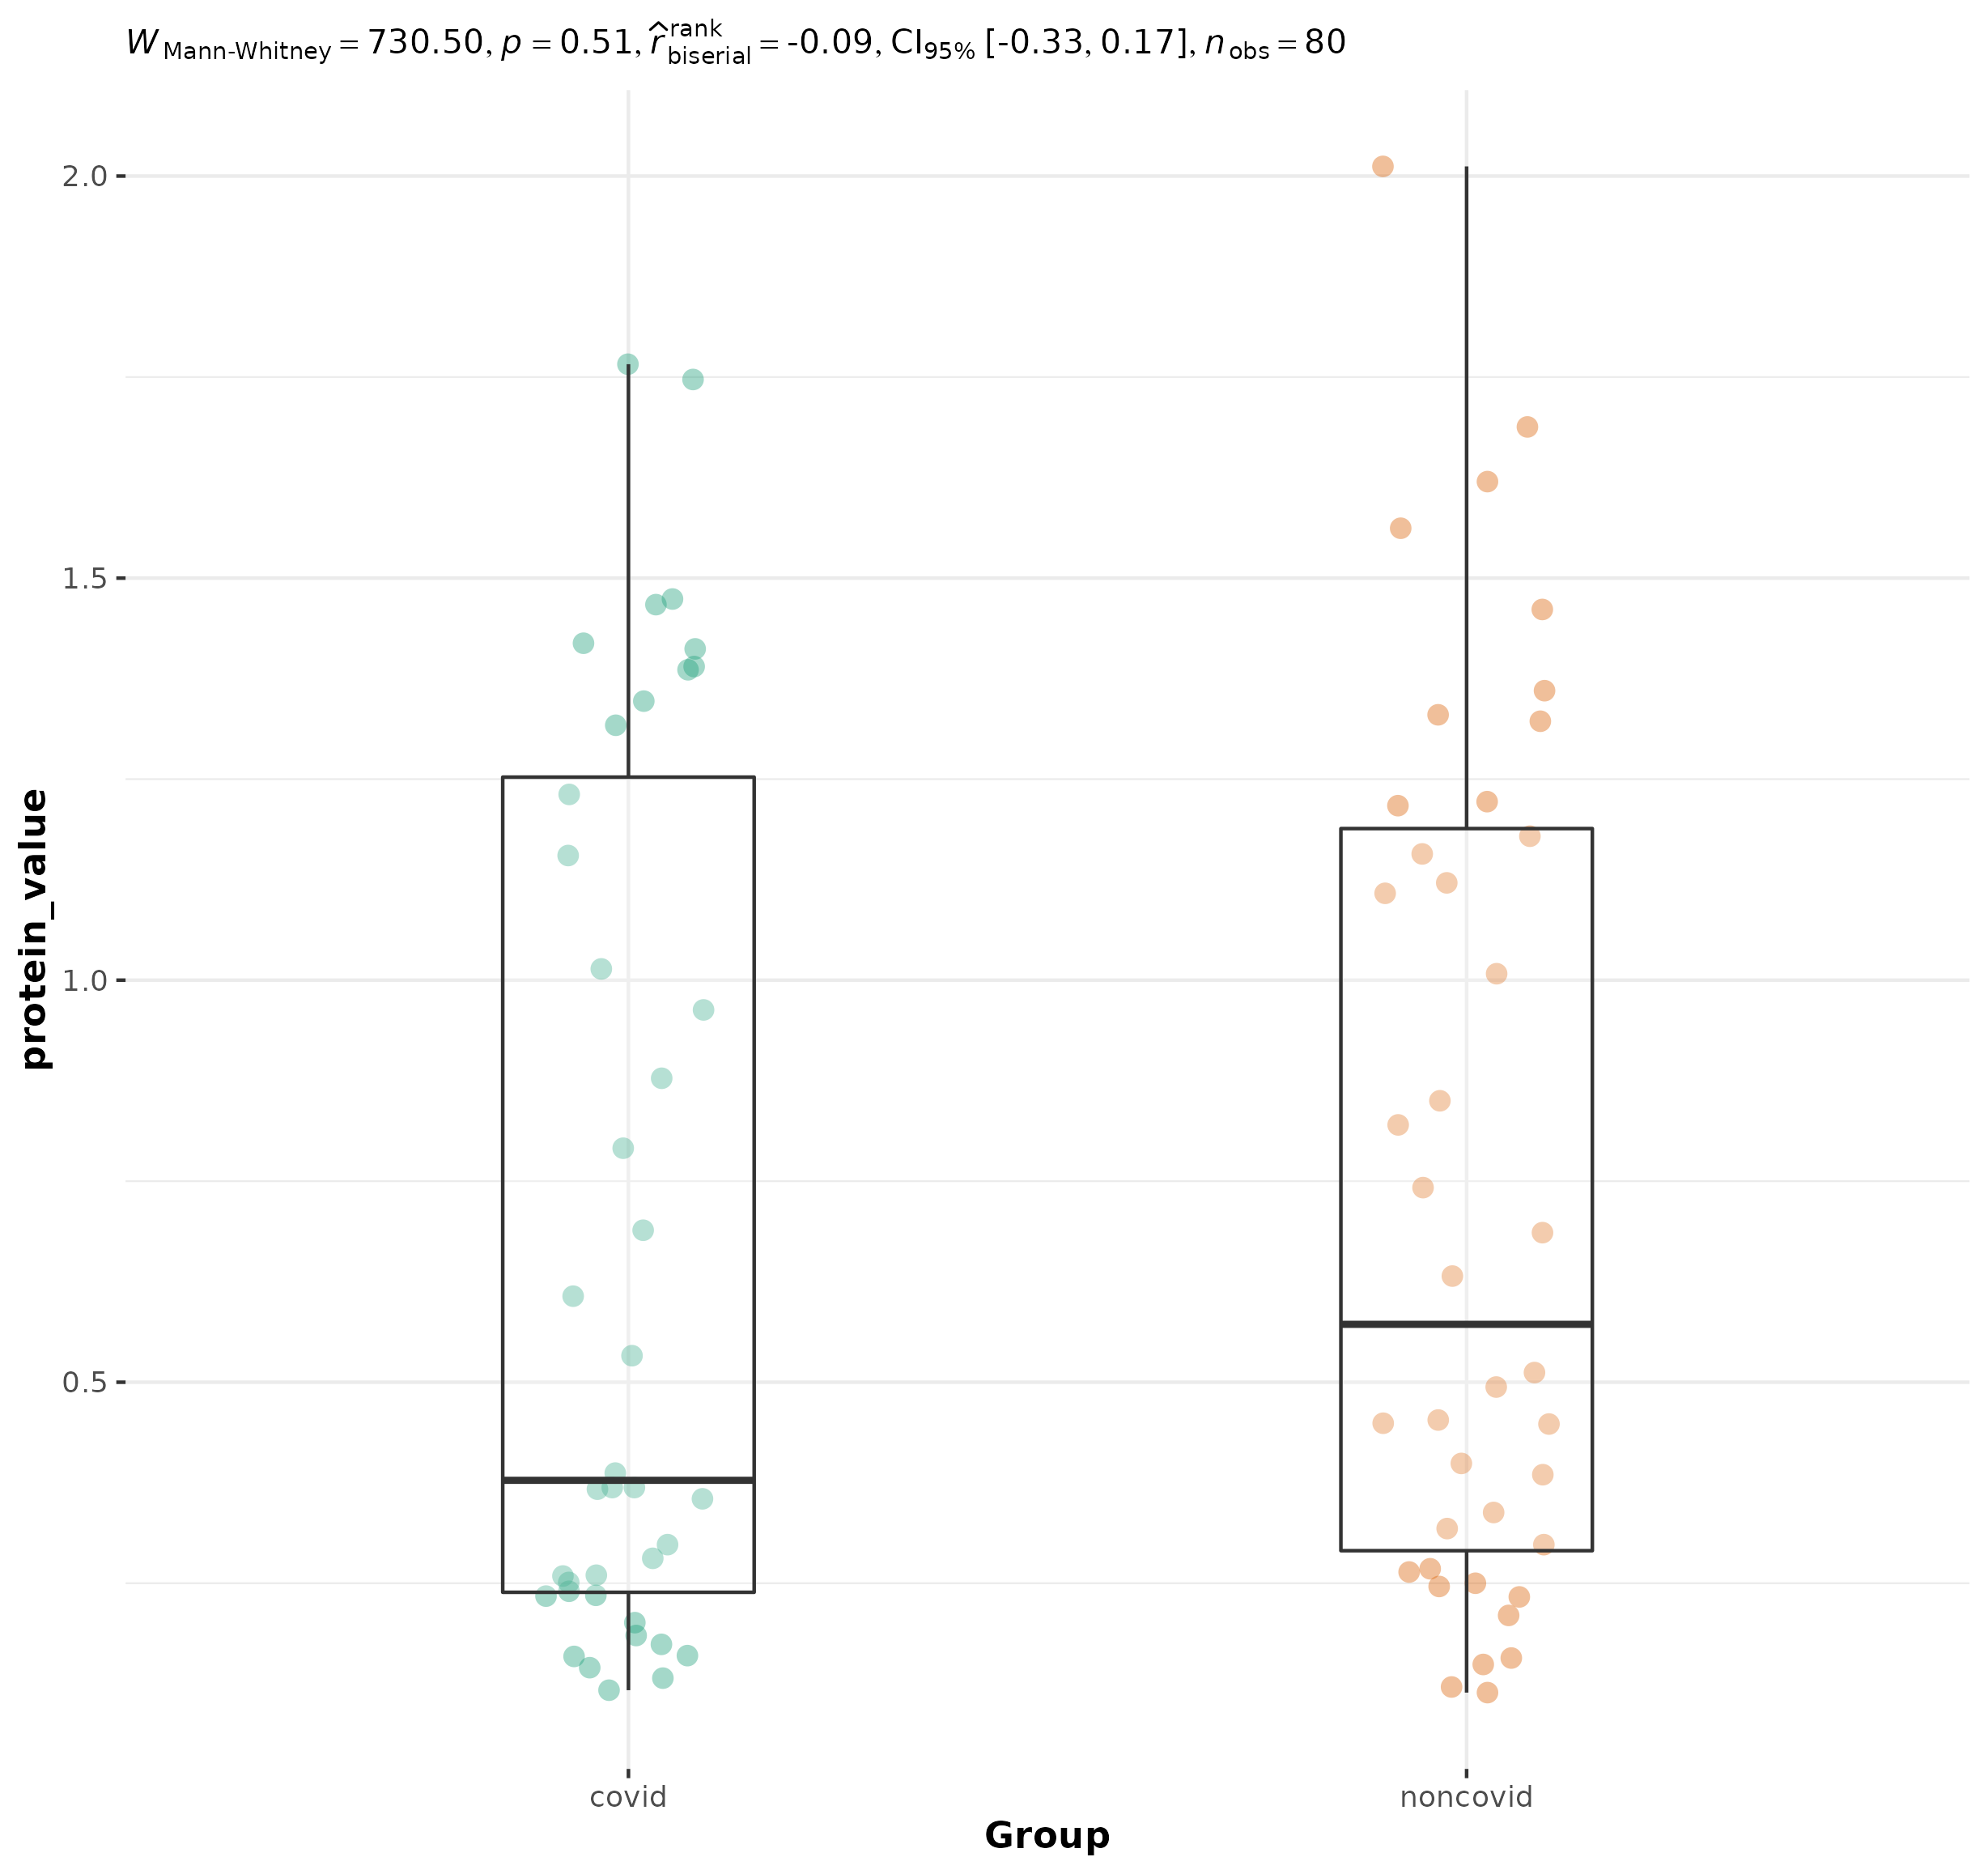 W Mann-Whitney = 730.50, p = 0.51, r̂ rank biserial = -0.09, CI95% [-0.33, 0.17], n obs = 80
2.0
1.5
1.0
0.5
protein_value
covid noncovid
Group